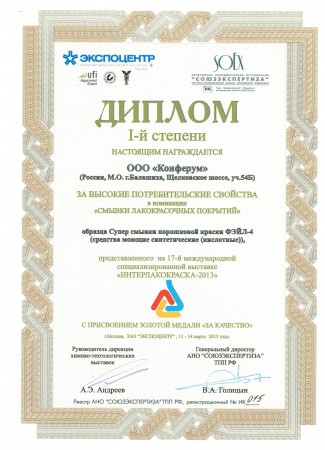 ЭКСПОЦЕНТР
SOEX
"СОЮЗЭКСПЕРТИЗА"
ufi
Approved
Event
ДИПЛОМ
I-й степени
НАСТОЯЩИМ НАГРАЖДАЕТСЯ
ООО «Конферум»
(Россия, М.О. г.Балашиха, Щелковское шоссе, уч.54Б)
ЗА ВЫСОКИЕ ПОТРЕБИТЕЛЬСКИЕ СВОЙСТВА
в номинации
«СМЫВКИ ЛАКОКРАСОЧНЫХ ПОКРЫТИЙ»
образца Супер смывки порошковой краски ФЭЙЛ-4
(средства моющие синтетические (кислотные)),
представленного на 17-й международной
специализированной выставке
«ИНТЕРЛАКОКРАСКА-2013»
С ПРИСВОЕНИЕМ ЗОЛОТОЙ МЕДАЛИ «ЗА КАЧЕСТВО»
г.Москва, ЗАО "ЭКСПОЦЕНТР", 11 - 14 марта 2013 года.
Руководитель дирекции
химико-технологических
выставок
Генеральный директор
АНО "СОЮЗЭКСПЕРТИЗА"
ТПП РФ
А.Э. Андреев
В.А. Голицын
Реестр АНО "СОЮЗЭКСПЕРТИЗА" ТПП РФ, регистрационный № ИК 015